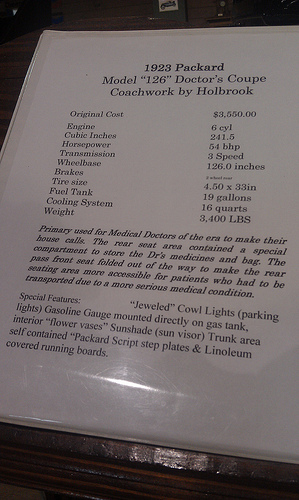 1923 Packard
Model "126" Doctor's Coupe
Coachwork by Holbrook
Original Cost $3,550.00
Engine 6 cyl
Cubic Inches 241.5
Horsepower 54 bhp
Transmission 3 Speed
Wheelbase 126.0 inches
Brakes 2 wheel rear
Tire size 4.50 x 33in
Fuel Tank 19 gallons
Cooling System 16 quarts
Weight 3,400 LBS
Primary used for Medical Doctors of the era to make their
house calls. The rear seat area contained a special
compartment to store the Dr's medicines and bag. The
pass front seat folded out of the way to make the rear
seating area more accessible for patients who had to be
transported due to a more serious medical condition.
Special Features: "Jeweled" Cowl Lights (parking
lights) Gasoline Gauge mounted directly on gas tank,
interior "flower vases" Sunshade (sun visor) Trunk area
self contained "Packard Script step plates & Linoleum
covered running boards.